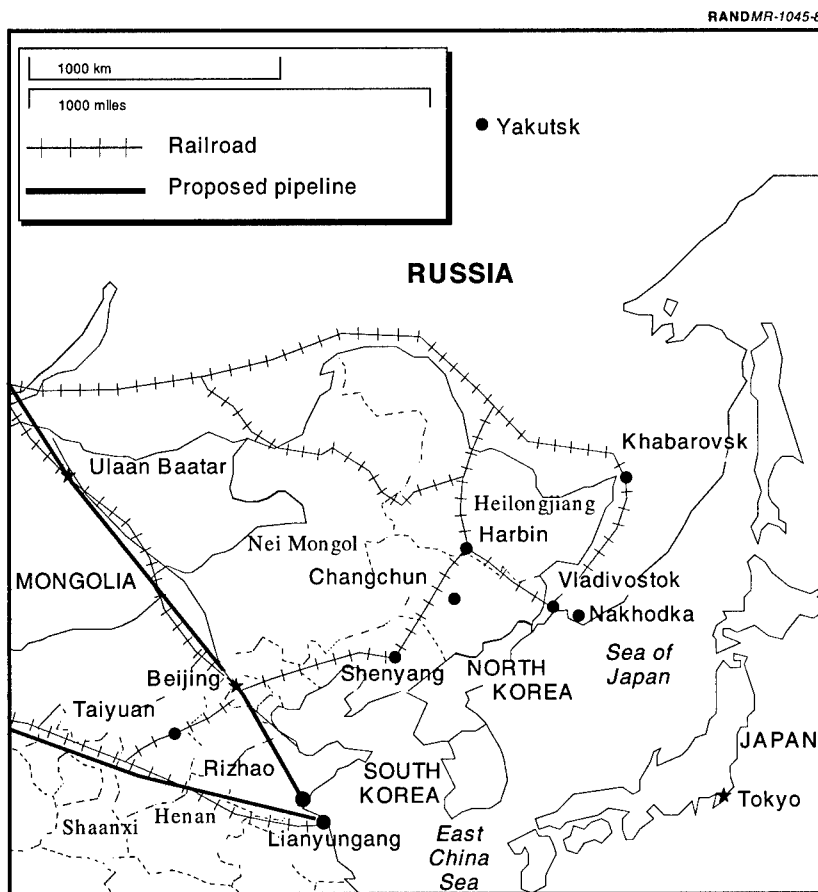 RANDMR-1045-8
1000 km
1000 miles
Railroad
Proposed pipeline
Yakutsk
RUSSIA
Khabarovsk
Ulaan Baatar
Heilongjiang
Harbin
Nei Mongol
Changchun
MONGOLIA
Vladivostok
Nakhodka
Sea of
Japan
Shenyang
NORTH
KOREA
Beijing
Taiyuan
JAPAN
Rizhao
SOUTH
KOREA
Tokyo
Henan
Shaanxi
Lianyungang
East
China
Sea